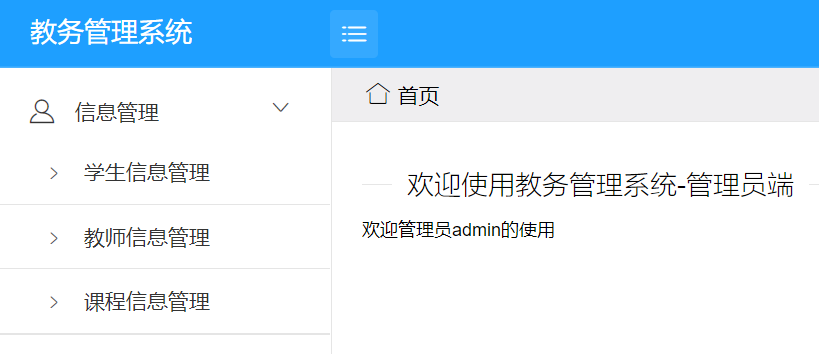 教务管理系统
信息管理
学生信息管理
教师信息管理
课程信息管理
首页
欢迎使用教务管理系统-管理员端
欢迎管理员admin的使用